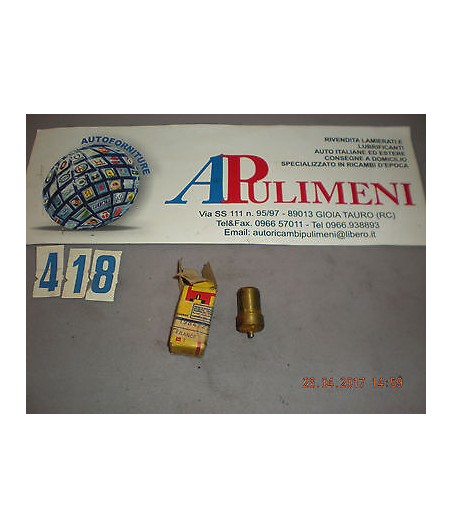 AUTOFORNITURE
RIVENDITA LAMIERATI E
LUBRIFICANTI
AUTO ITALIANE ED ESTERE
CONSEGNE A DOMICILIO
SPECIALIZZATO IN RICAMBI D'EPOCA
APULIMENI
Via SS 111 n. 95/97 - 89013 GIOIA TAURO (RC)
Tel&Fax. 0966 57011 - Tel 0966.938893
Email: autoricambipulimeni@libero.it
418
FRANCE
22.04.2017 14:59